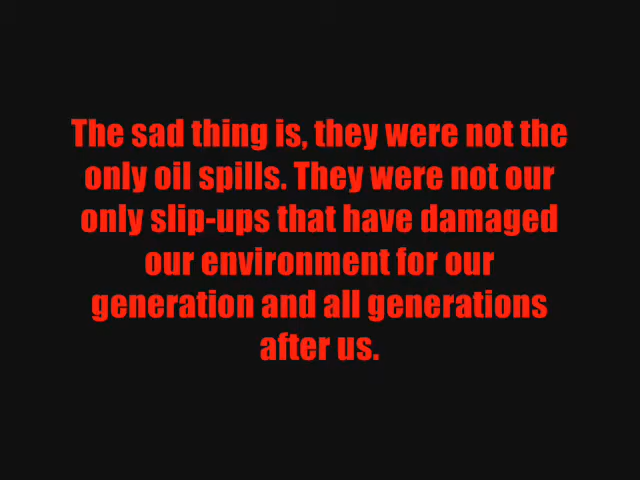 The sad thing is, they were not the
only oil spills. They were not our
only slip-ups that have damaged
our environment for our
generation and all generations
after us.